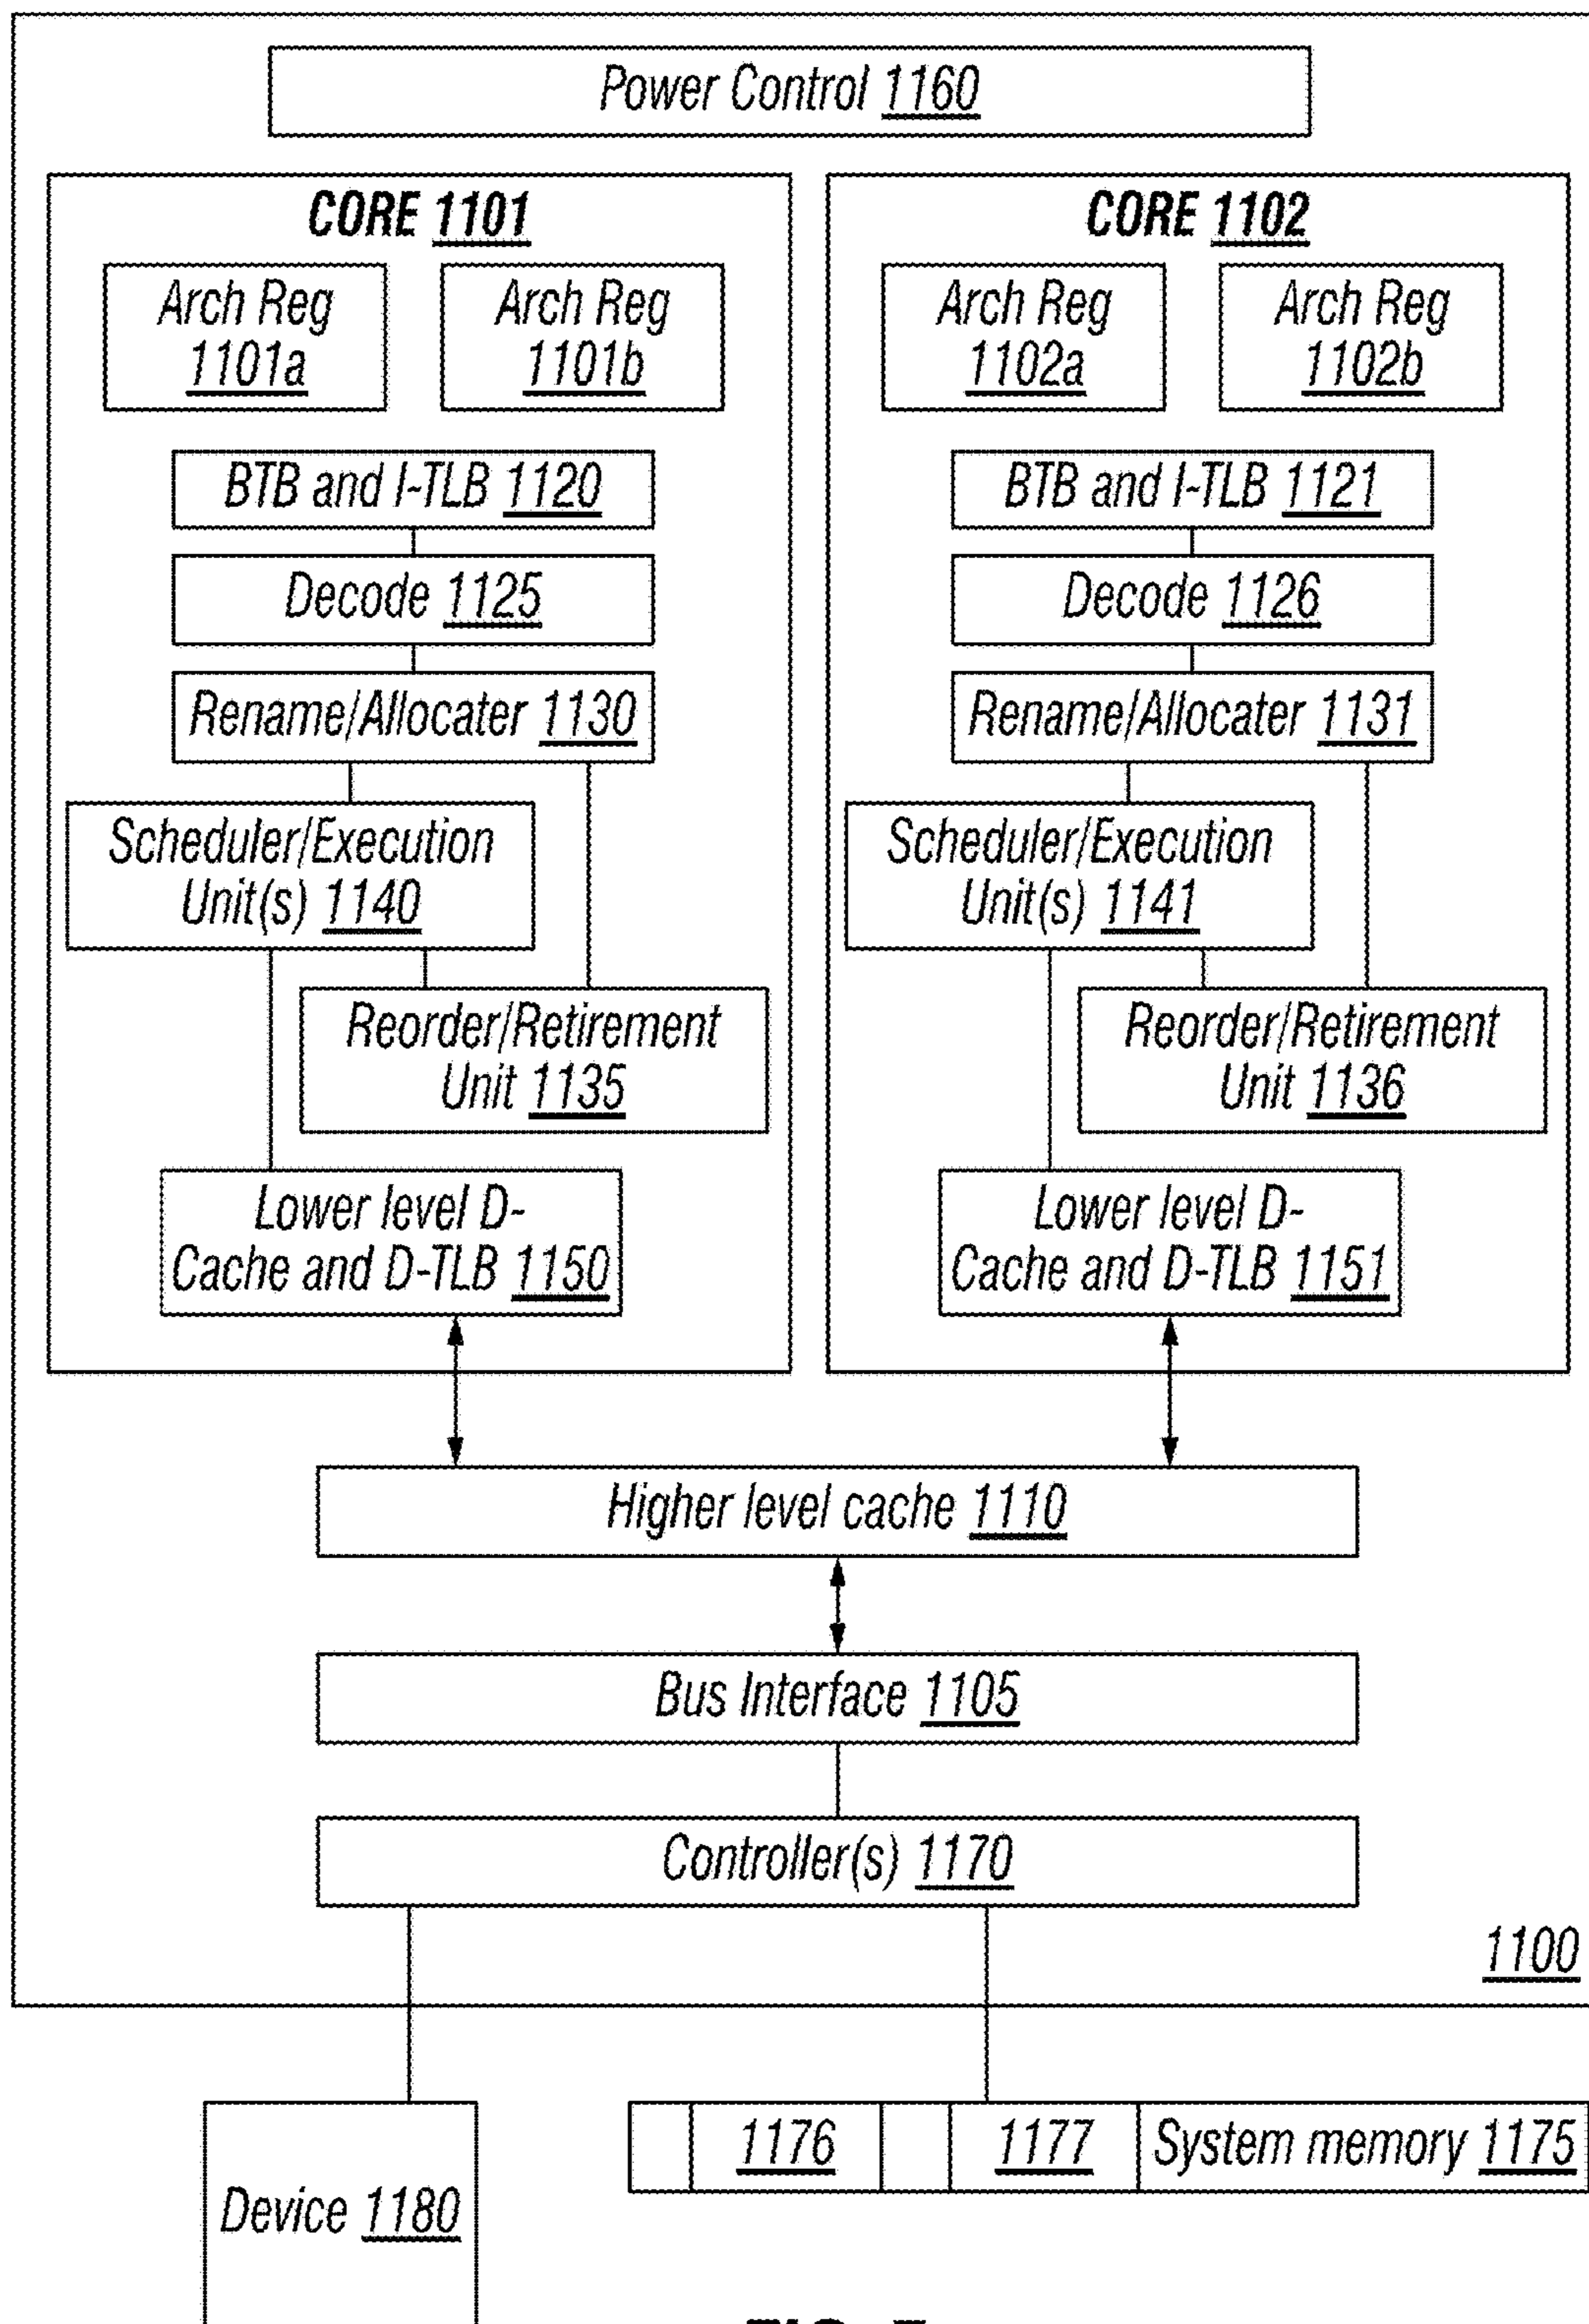 Power Control 1160
CORE 1101
Arch Reg
1101a
Arch Reg
1101b
BTB and I-TLB 1120
Decode 1125
Rename/Allocater 1130
Scheduler/Execution
Unit(s) 1140
Reorder/Retirement
Unit 1135
Lower level D-
Cache and D-TLB 1150
CORE 1102
Arch Reg
1102a
Arch Reg
1102b
BTB and I-TLB 1121
Decode 1126
Rename/Allocater 1131
Scheduler/Execution
Unit(s) 1141
Reorder/Retirement
Unit 1136
Lower level D-
Cache and D-TLB 1151
Higher level cache 1110
Bus Interface 1105
Controller(s) 1170
1100
1176
1177
System memory 1175
Device 1180